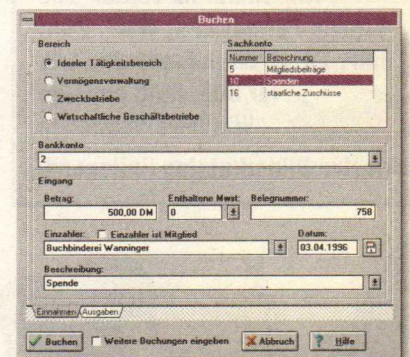 Buchen
Bereich
Ideeler Tätigkeitsbereich
Vermögensverwaltung
Zweckbetriebe
Wirtschaftliche Geschäftsbetriebe
Sachkonto
Nummer Bezeichnung
5 Mitgliedsbeiträge
10 Spenden
16 staatliche Zuschüsse
Bankkonto
2
Eingang
Betrag: Enthaltene Mwst: Belegnummer:
500,00 DM 0 758
Einzahler: Einzahler ist Mitglied Datum:
Buchbinderei Wanninger 03.04.1996
Beschreibung:
Spende
Einnahmen Ausgaben
Buchen Weitere Buchungen eingeben Abbruch Hilfe